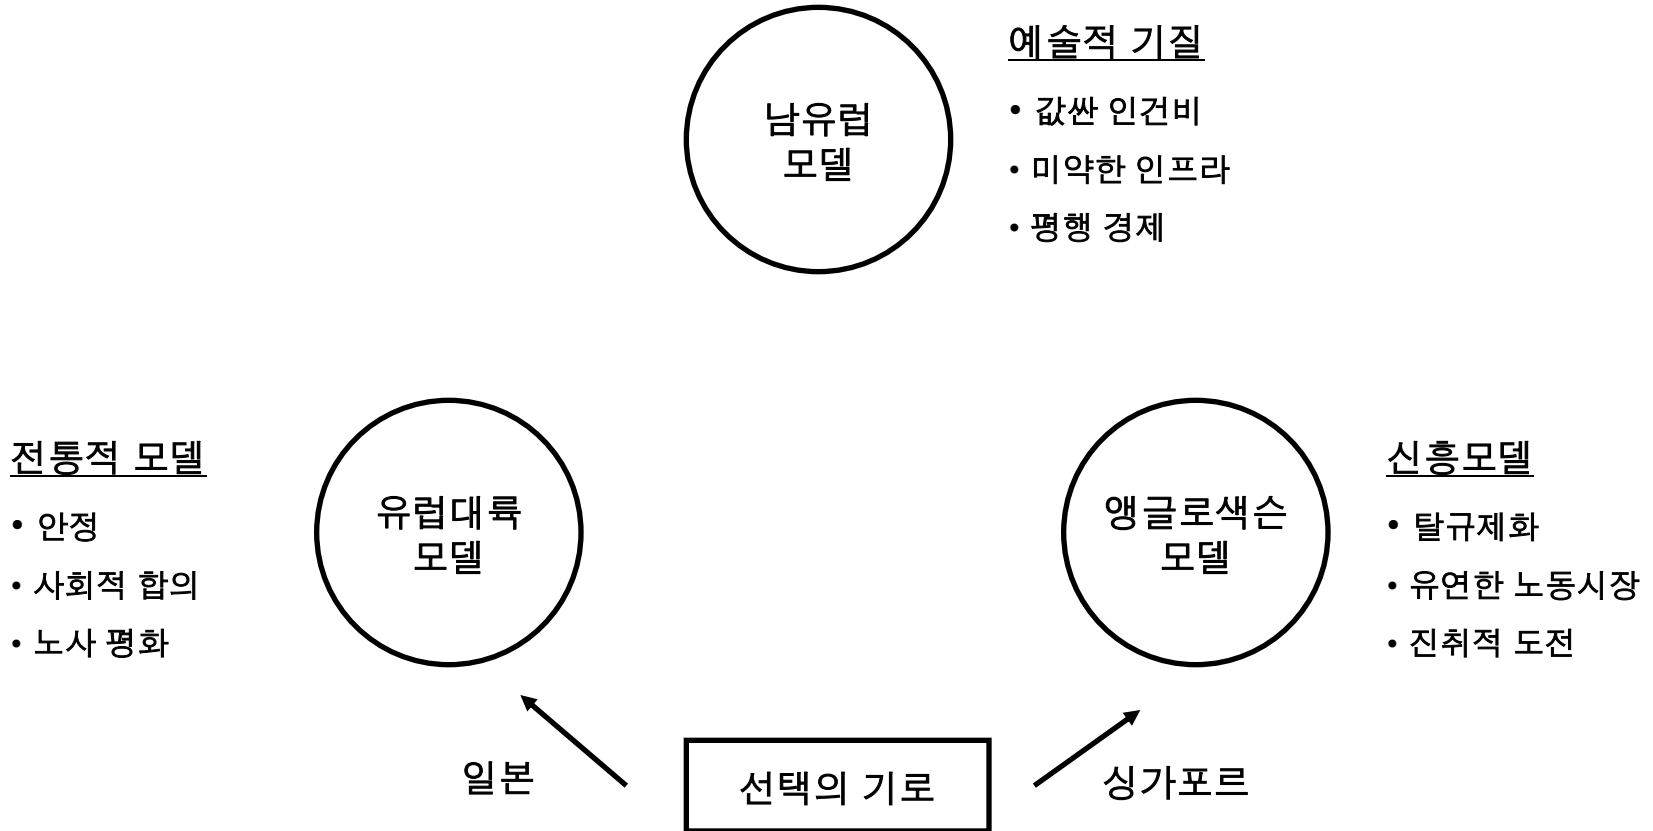 예술적 기질
• 값싼 인건비
• 미약한 인프라
• 평행 경제
남유럽
모델
전통적 모델
• 안정
• 사회적 합의
• 노사 평화
유럽대륙
모델
앵글로색슨
모델
신흥모델
• 탈규제화
• 유연한 노동시장
• 진취적 도전
일본
선택의 기로
싱가포르